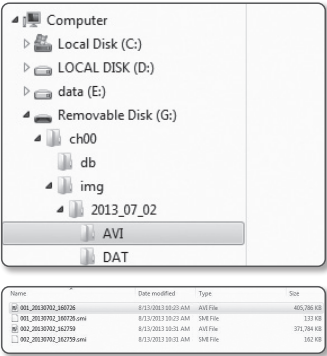 Computer
Local Disk (C:)
LOCAL DISK (D:)
data (E:)
Removable Disk (G:)
ch00
db
img
2013_07_02
AVI
DAT
Name Date modified Type Size
001_20130702_160726 8/13/2013 10:23 AM AVI File 405,786 KB
001_20130702_160726.smi 8/13/2013 10:23 AM SMI File 133 KB
002_20130702_162759 8/13/2013 10:31 AM AVI File 371,784 KB
002_20130702_162759.smi 8/13/2013 10:31 AM SMI File 162 KB